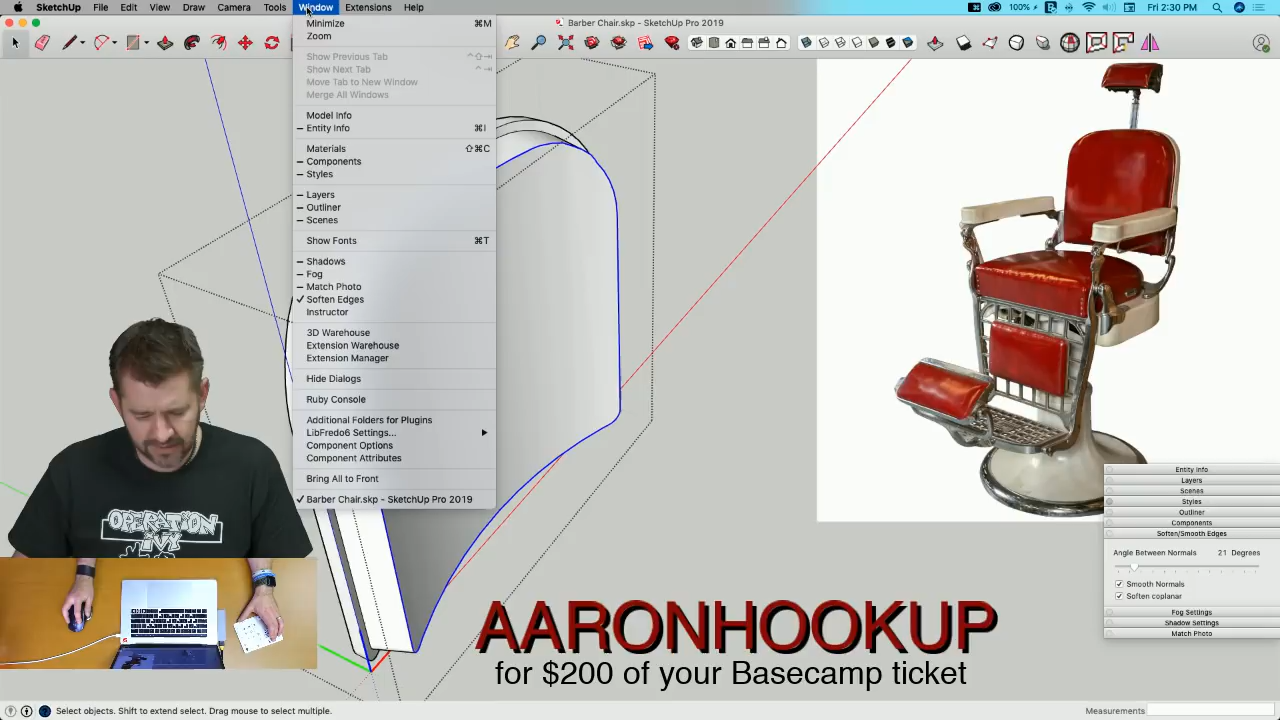 SketchUp File Edit View Draw Camera Tools Window Extensions Help
100% Fri 2:30 PM
Barber Chair.skp - SketchUp Pro 2019
Minimize ⌘M
Zoom
Show Previous Tab ^⇧⇥
Show Next Tab ^⇥
Move Tab to New Window
Merge All Windows
Model Info
Entity Info ⌘I
Materials ⇧⌘C
Components
Styles
Layers
Outliner
Scenes
Show Fonts ⌘T
Shadows
Fog
Match Photo
Soften Edges
Instructor
3D Warehouse
Extension Warehouse
Extension Manager
Hide Dialogs
Ruby Console
Additional Folders for Plugins
LibFredo6 Settings...
Component Options
Component Attributes
Bring All to Front
Barber Chair.skp - SketchUp Pro 2019
OPERATION
IVY
Entity Info
Layers
Scenes
Styles
Outliner
Components
Soften/Smooth Edges
Angle Between Normals 21 Degrees
Smooth Normals
Soften coplanar
Fog Settings
Shadow Settings
Match Photo
AARONHOOKUP
for $200 of your Basecamp ticket
Select objects. Shift to extend select. Drag mouse to select multiple.
Measurements